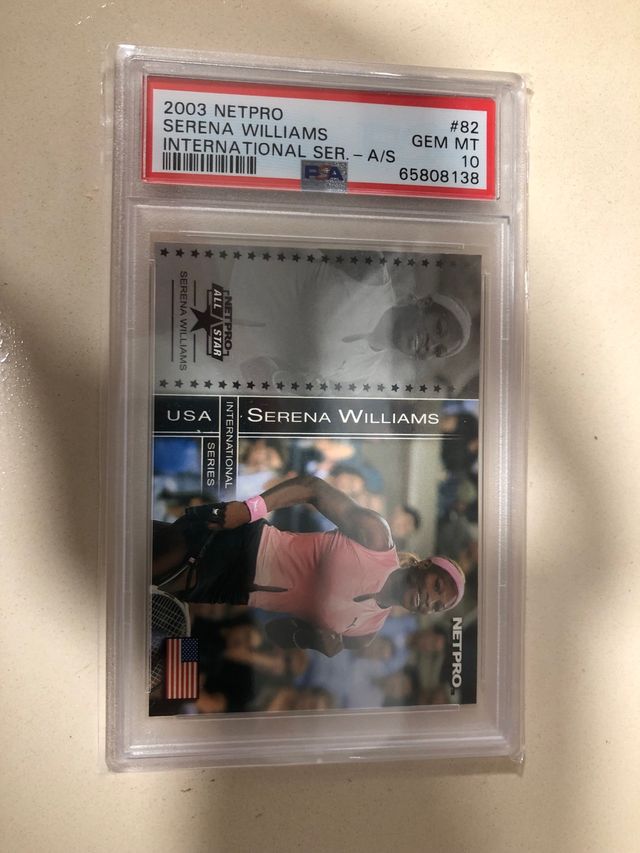 2003 NETPRO #82
SERENA WILLIAMS GEM MT
INTERNATIONAL SER.-A/S 10
65808138
PSA
NETPRO
ALL STAR
SERENA WILLIAMS
USA
SERENA WILLIAMS
INTERNATIONAL
SERIES
NETPRO